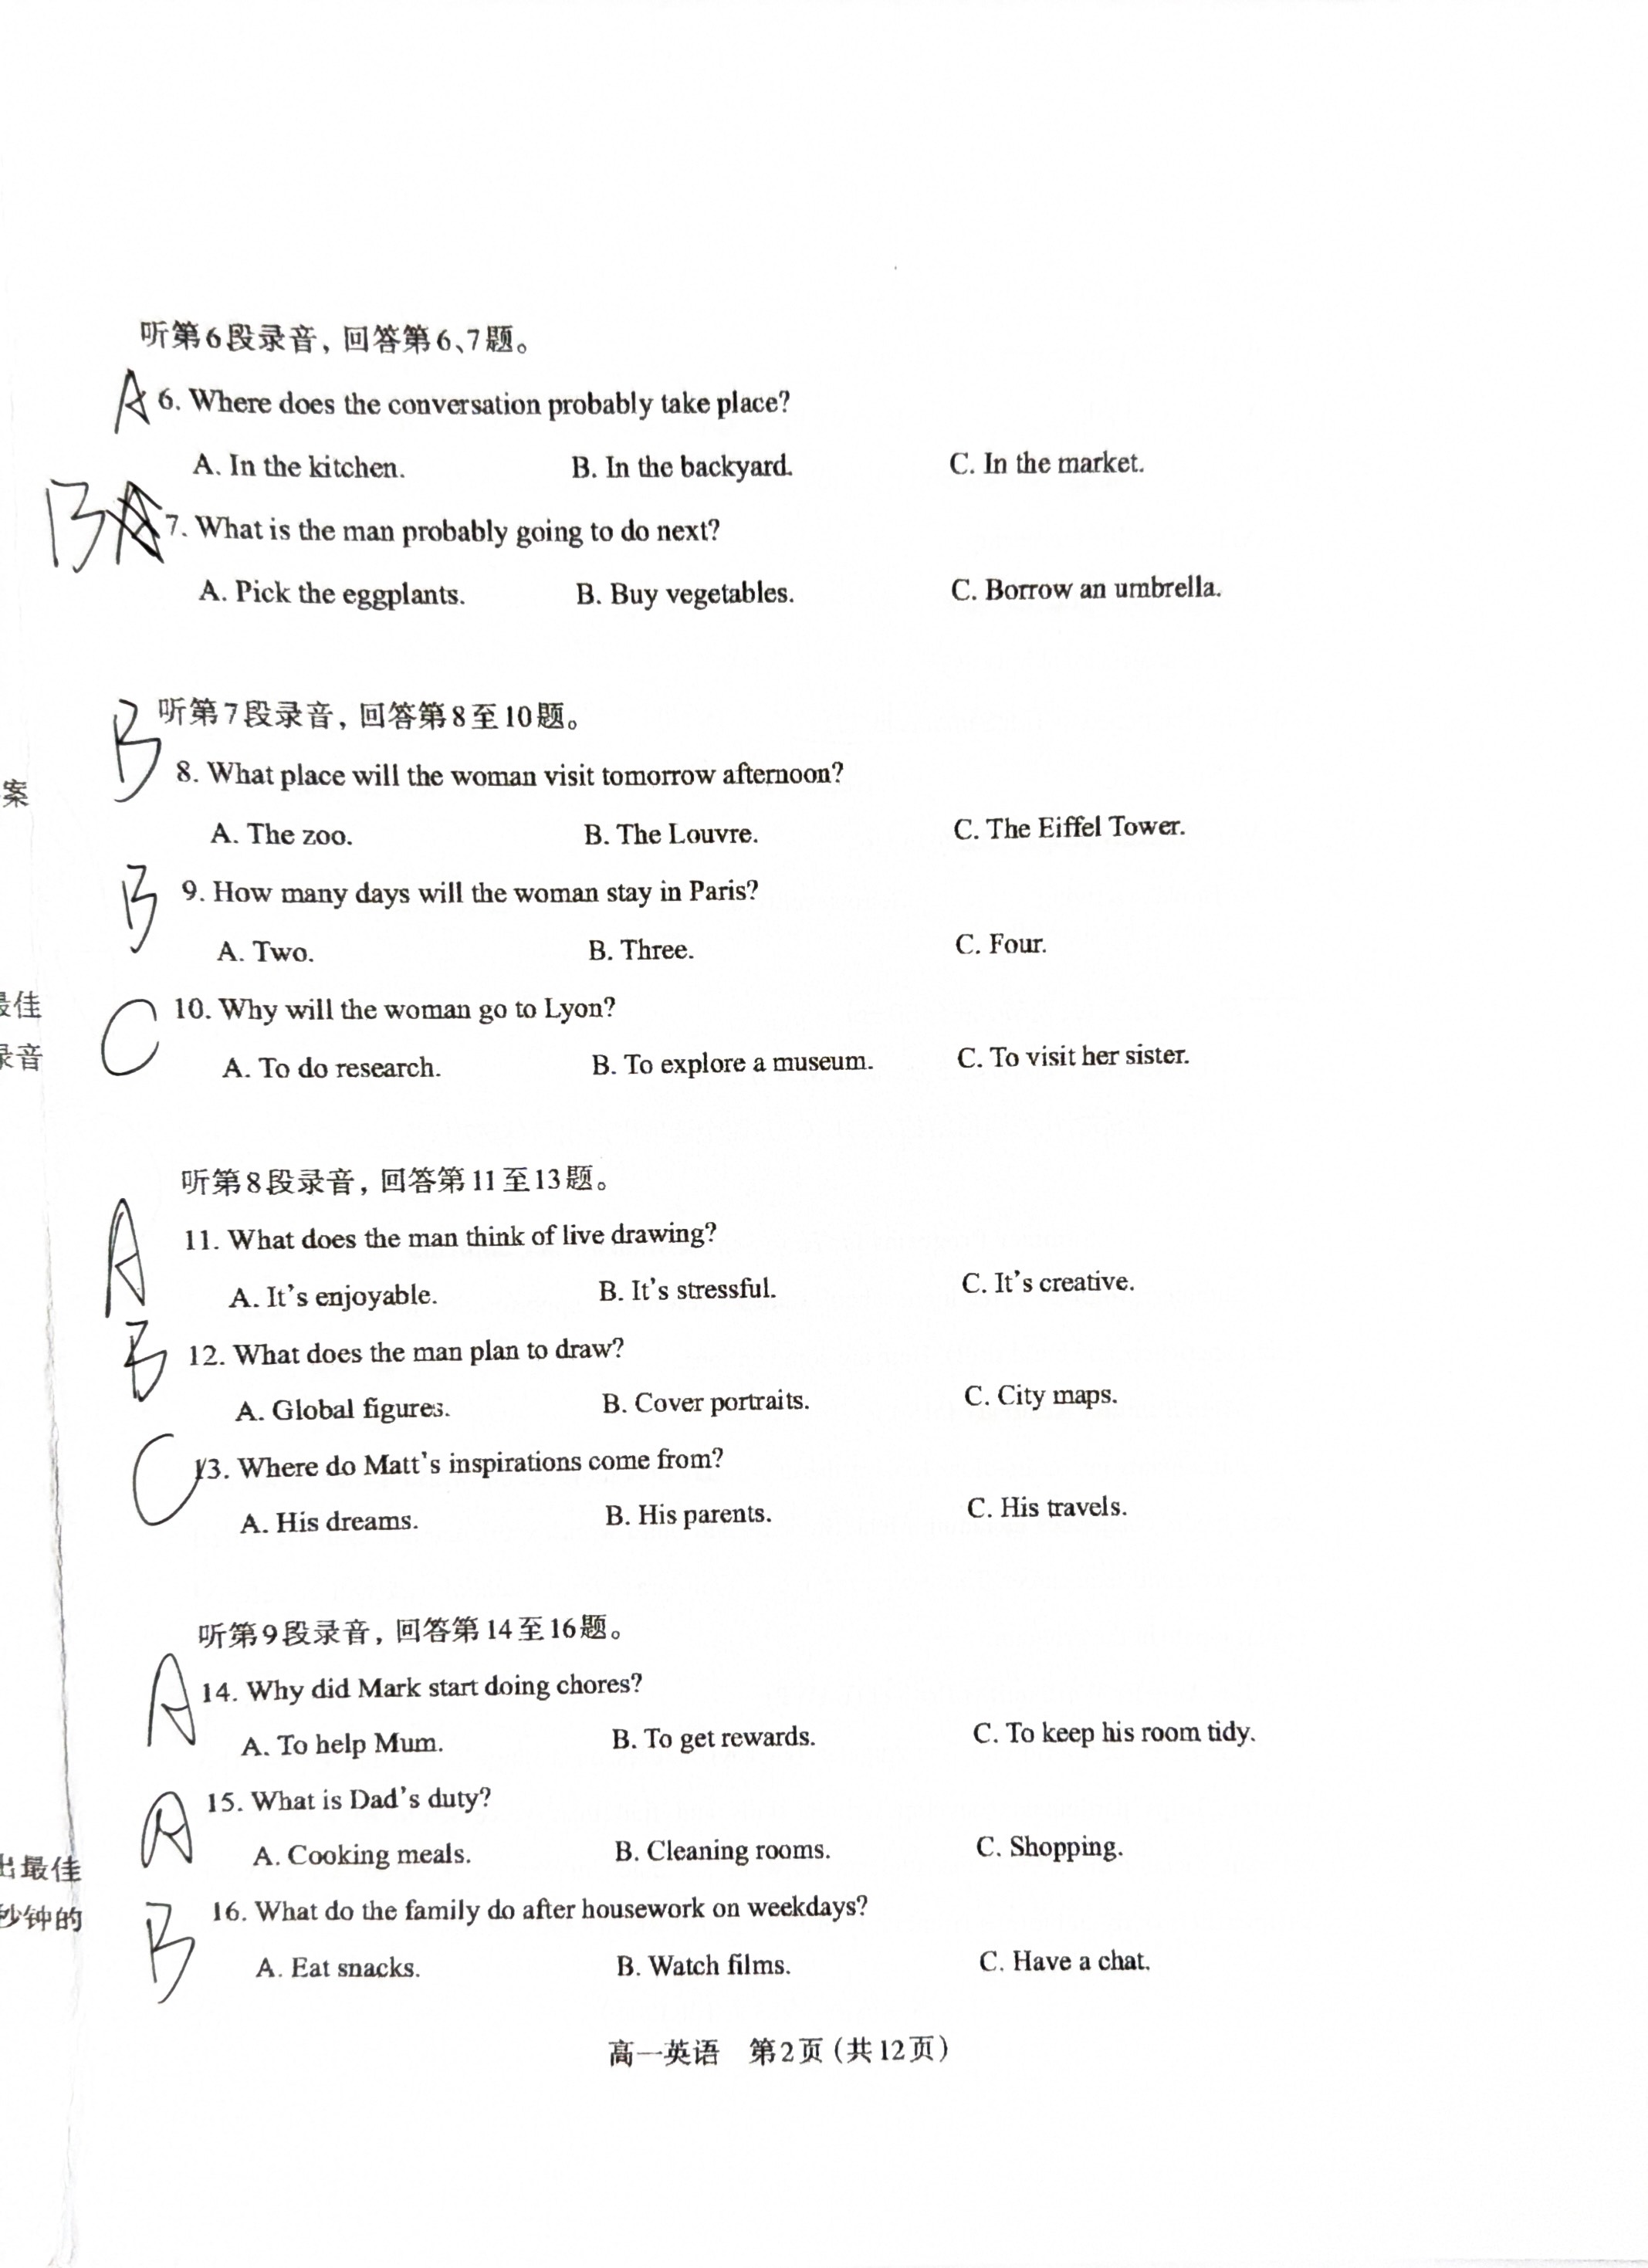 听第6段录音，回答第6、7题。
A 6. Where does the conversation probably take place?
A. In the kitchen. B. In the backyard. C. In the market.
B 7. What is the man probably going to do next?
A. Pick the eggplants. B. Buy vegetables. C. Borrow an umbrella.
听第7段录音，回答第8至10题。
B 8. What place will the woman visit tomorrow afternoon?
案
A. The zoo. B. The Louvre. C. The Eiffel Tower.
B 9. How many days will the woman stay in Paris?
A. Two. B. Three. C. Four.
最佳
C 10. Why will the woman go to Lyon?
录音
A. To do research. B. To explore a museum. C. To visit her sister.
听第8段录音，回答第11至13题。
A 11. What does the man think of live drawing?
A. It's enjoyable. B. It's stressful. C. It's creative.
B 12. What does the man plan to draw?
A. Global figures. B. Cover portraits. C. City maps.
C 13. Where do Matt's inspirations come from?
A. His dreams. B. His parents. C. His travels.
听第9段录音，回答第14至16题。
A 14. Why did Mark start doing chores?
A. To help Mum. B. To get rewards. C. To keep his room tidy.
A 15. What is Dad's duty?
A. Cooking meals. B. Cleaning rooms. C. Shopping.
出最佳
B 16. What do the family do after housework on weekdays?
秒钟的
A. Eat snacks. B. Watch films. C. Have a chat.
高一英语 第2页（共12页）